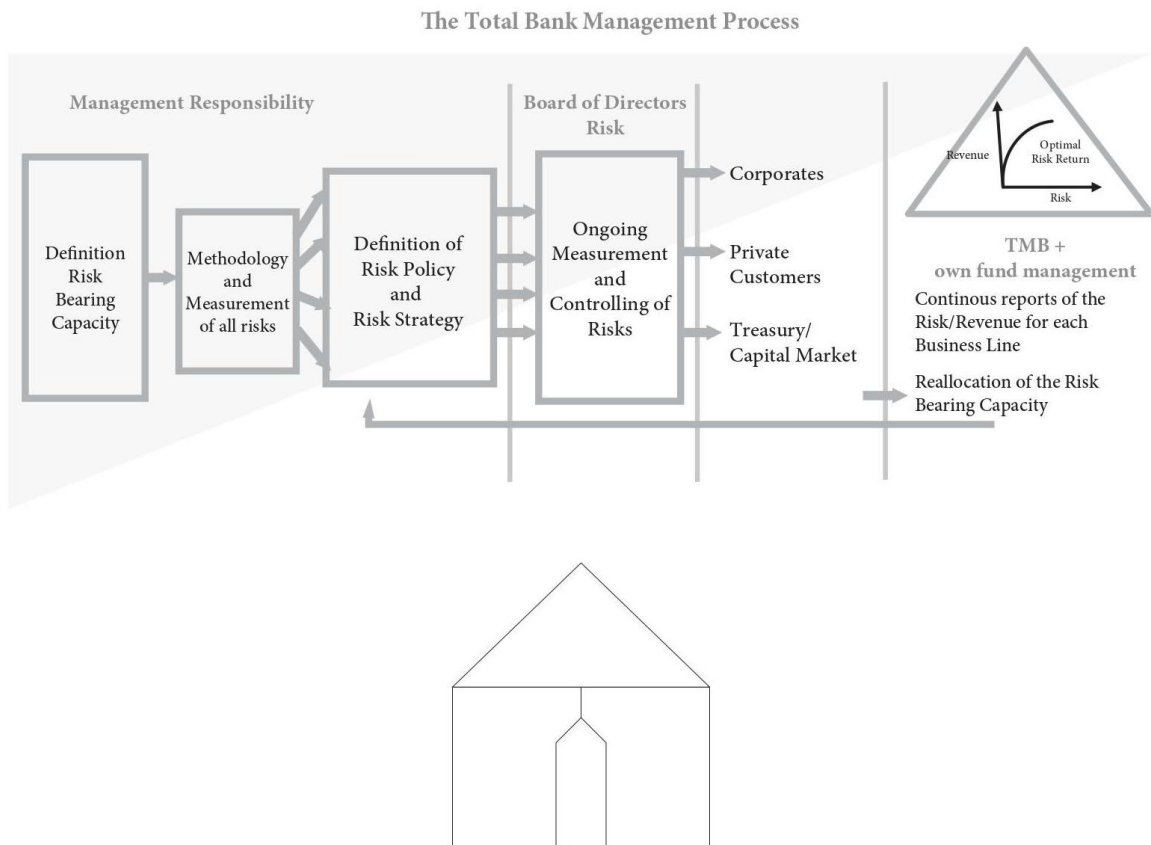 The Total Bank Management Process
Management Responsibility
Board of Directors
Risk
Definition
Risk
Bearing
Capacity
Methodology
and
Measurement
of all risks
Definition of
Risk Policy
and
Risk Strategy
Ongoing
Measurement
and
Controlling of
Risks
Corporates
Private
Customers
Treasury/
Capital Market
Revenue
Optimal
Risk Return
Risk
TMB +
own fund management
Continous reports of the
Risk/Revenue for each
Business Line
Reallocation of the Risk
Bearing Capacity